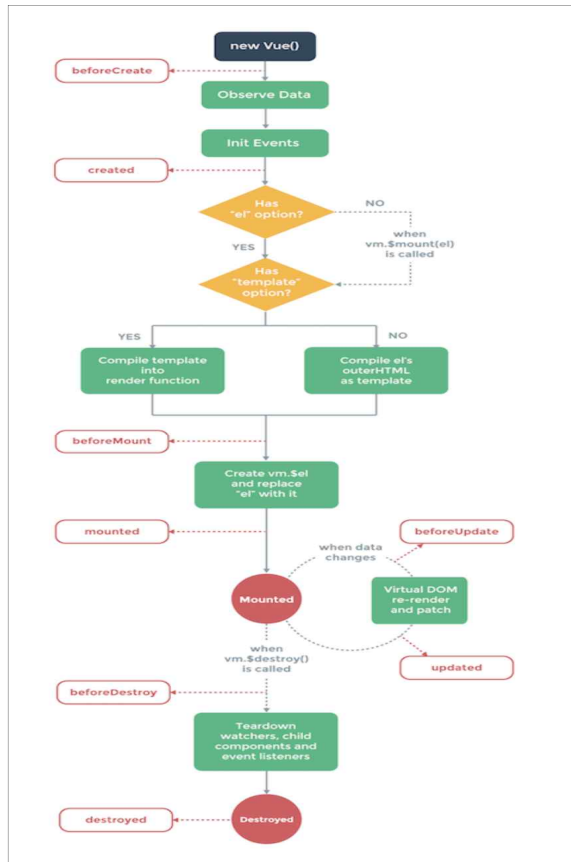 new Vue()
beforeCreate
Observe Data
Init Events
created
Has
"el" option?
NO
when
vm.$mount(el)
is called
YES
Has
"template"
option?
YES
NO
Compile template
into
render function
Compile el's
outerHTML
as template
beforeMount
Create vm.$el
and replace
"el" with it
mounted
beforeUpdate
when data
changes
Mounted
Virtual DOM
re-render
and patch
when
vm.$destroy()
is called
updated
beforeDestroy
Teardown
watchers, child
components and
event listeners
destroyed
Destroyed